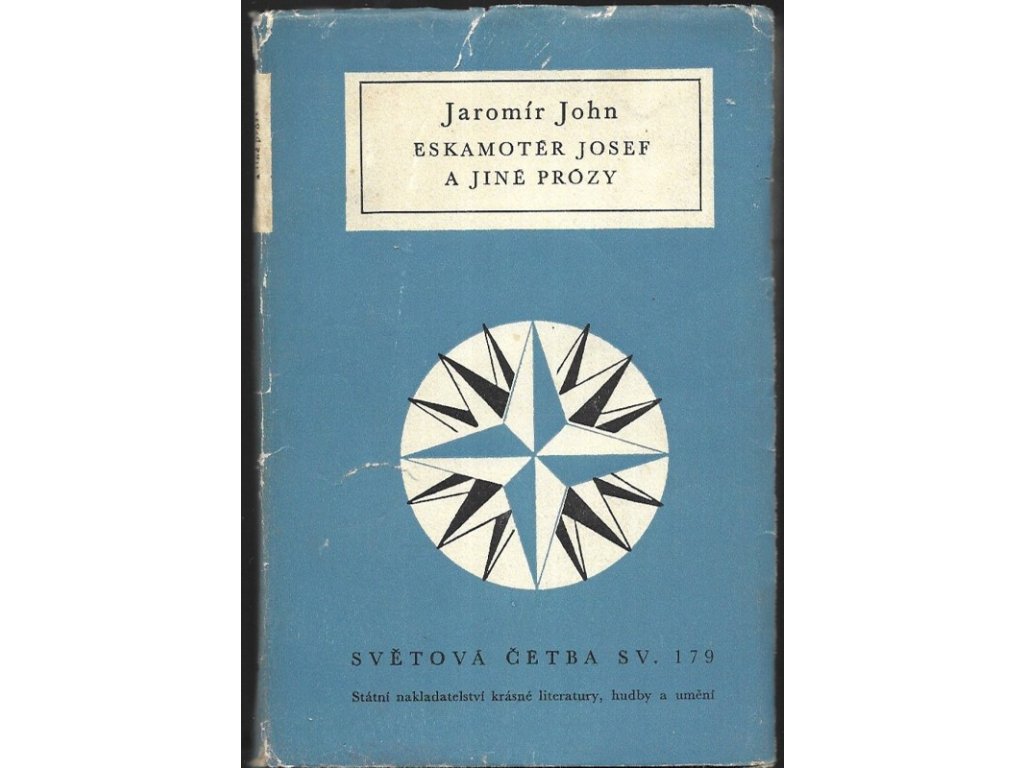 Jaromír John
ESKAMOTÉR JOSEF
A JINÉ PRÓZY
SVĚTOVÁ ČETBA SV. 179
Státní nakladatelství krásné literatury, hudby a umění